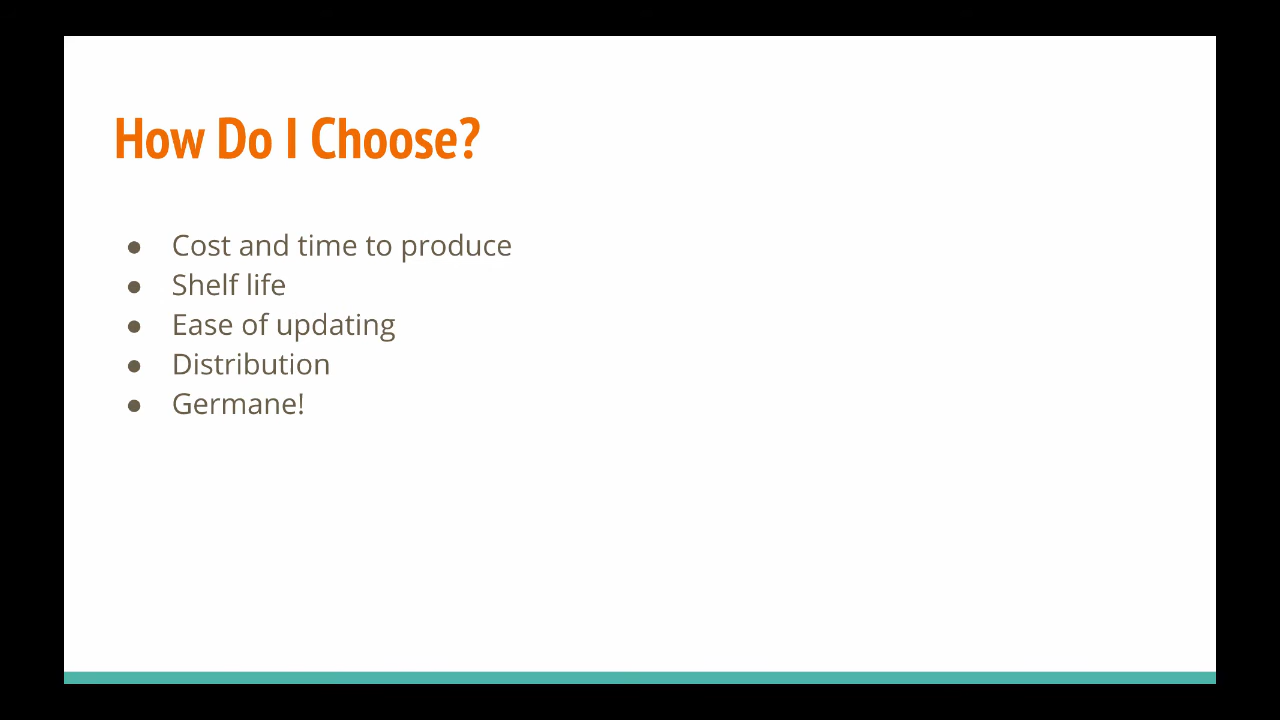 How Do I Choose?
● Cost and time to produce
● Shelf life
● Ease of updating
● Distribution
● Germane!